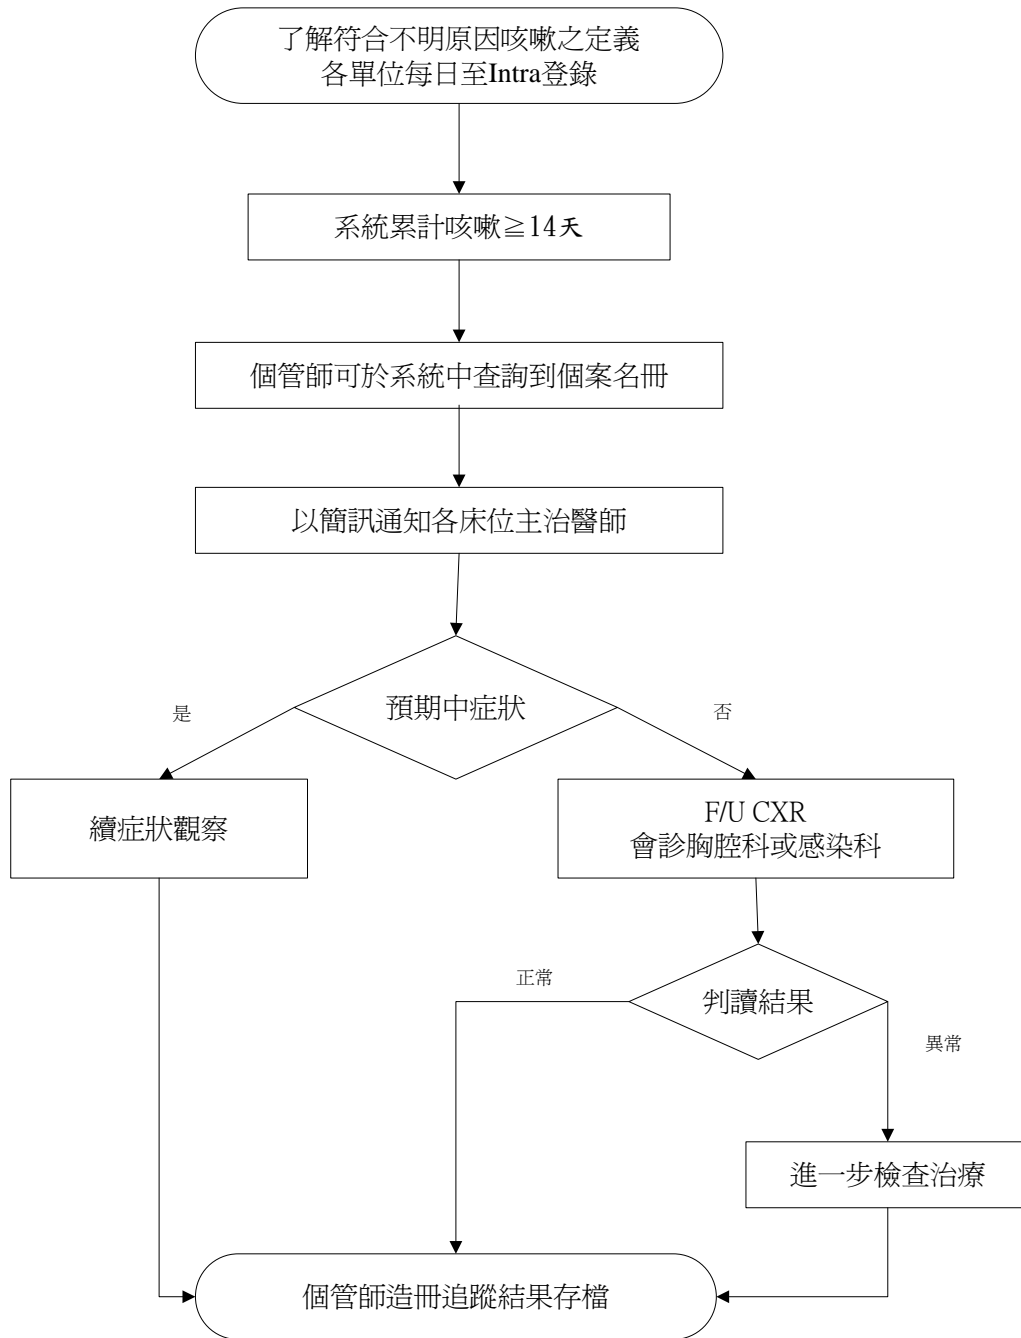 了解符合不明原因咳嗽之定義
各單位每日至Intra登錄
系統累計咳嗽≧14天
個管師可於系統中查詢到個案名冊
以簡訊通知各床位主治醫師
預期中症狀
是
否
續症狀觀察
F/U CXR
會診胸腔科或感染科
正常
判讀結果
異常
進一步檢查治療
個管師造冊追蹤結果存檔